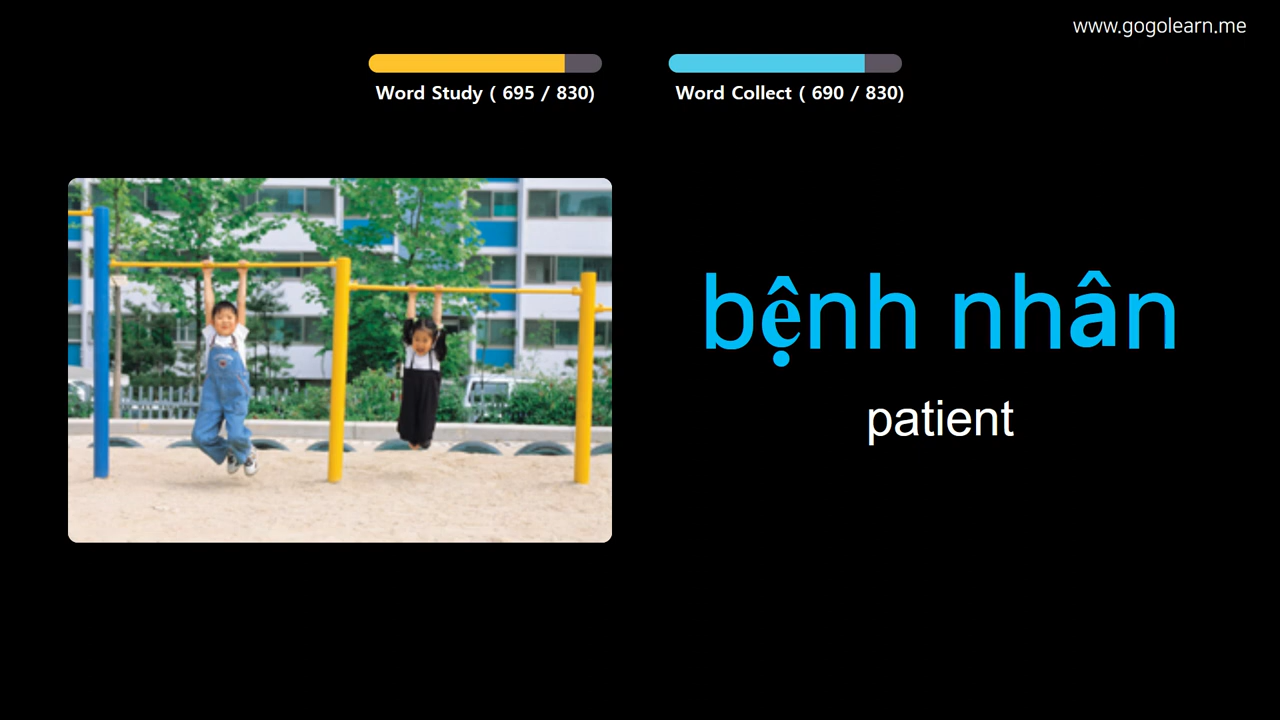 www.gogolearn.me
Word Study ( 695 / 830)
Word Collect ( 690 / 830)
bệnh nhân
patient